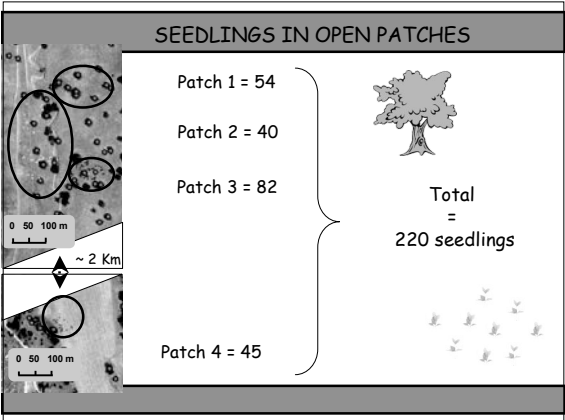 SEEDLINGS IN OPEN PATCHES
Patch 1 = 54
Patch 2 = 40
Patch 3 = 82
Total
=
220 seedlings
0 50 100 m
~ 2 Km
Patch 4 = 45
0 50 100 m